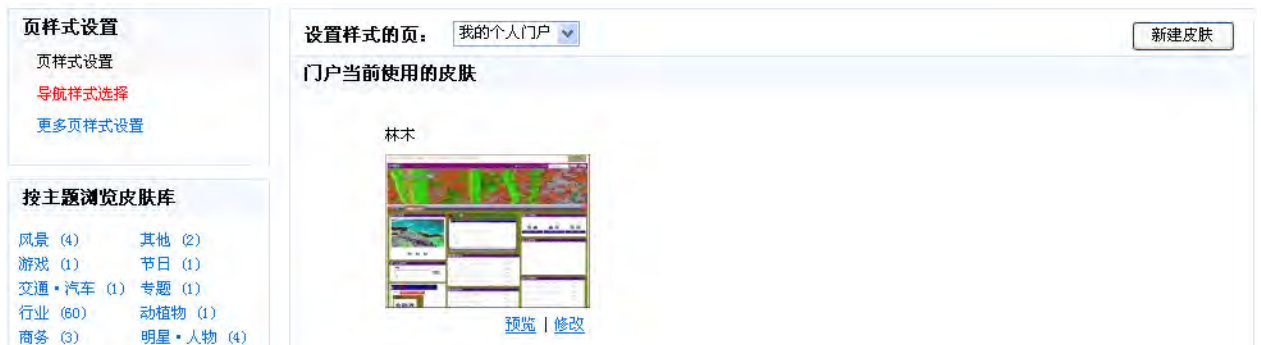 页样式设置
页样式设置
导航样式选择
更多页样式设置
按主题浏览皮肤库
风景 (4) 其他 (2)
游戏 (1) 节日 (1)
交通·汽车 (1) 专题 (1)
行业 (60) 动植物 (1)
商务 (3) 明星·人物 (4)
设置样式的页： 我的个人门户 新建皮肤
门户当前使用的皮肤
林木
预览 | 修改